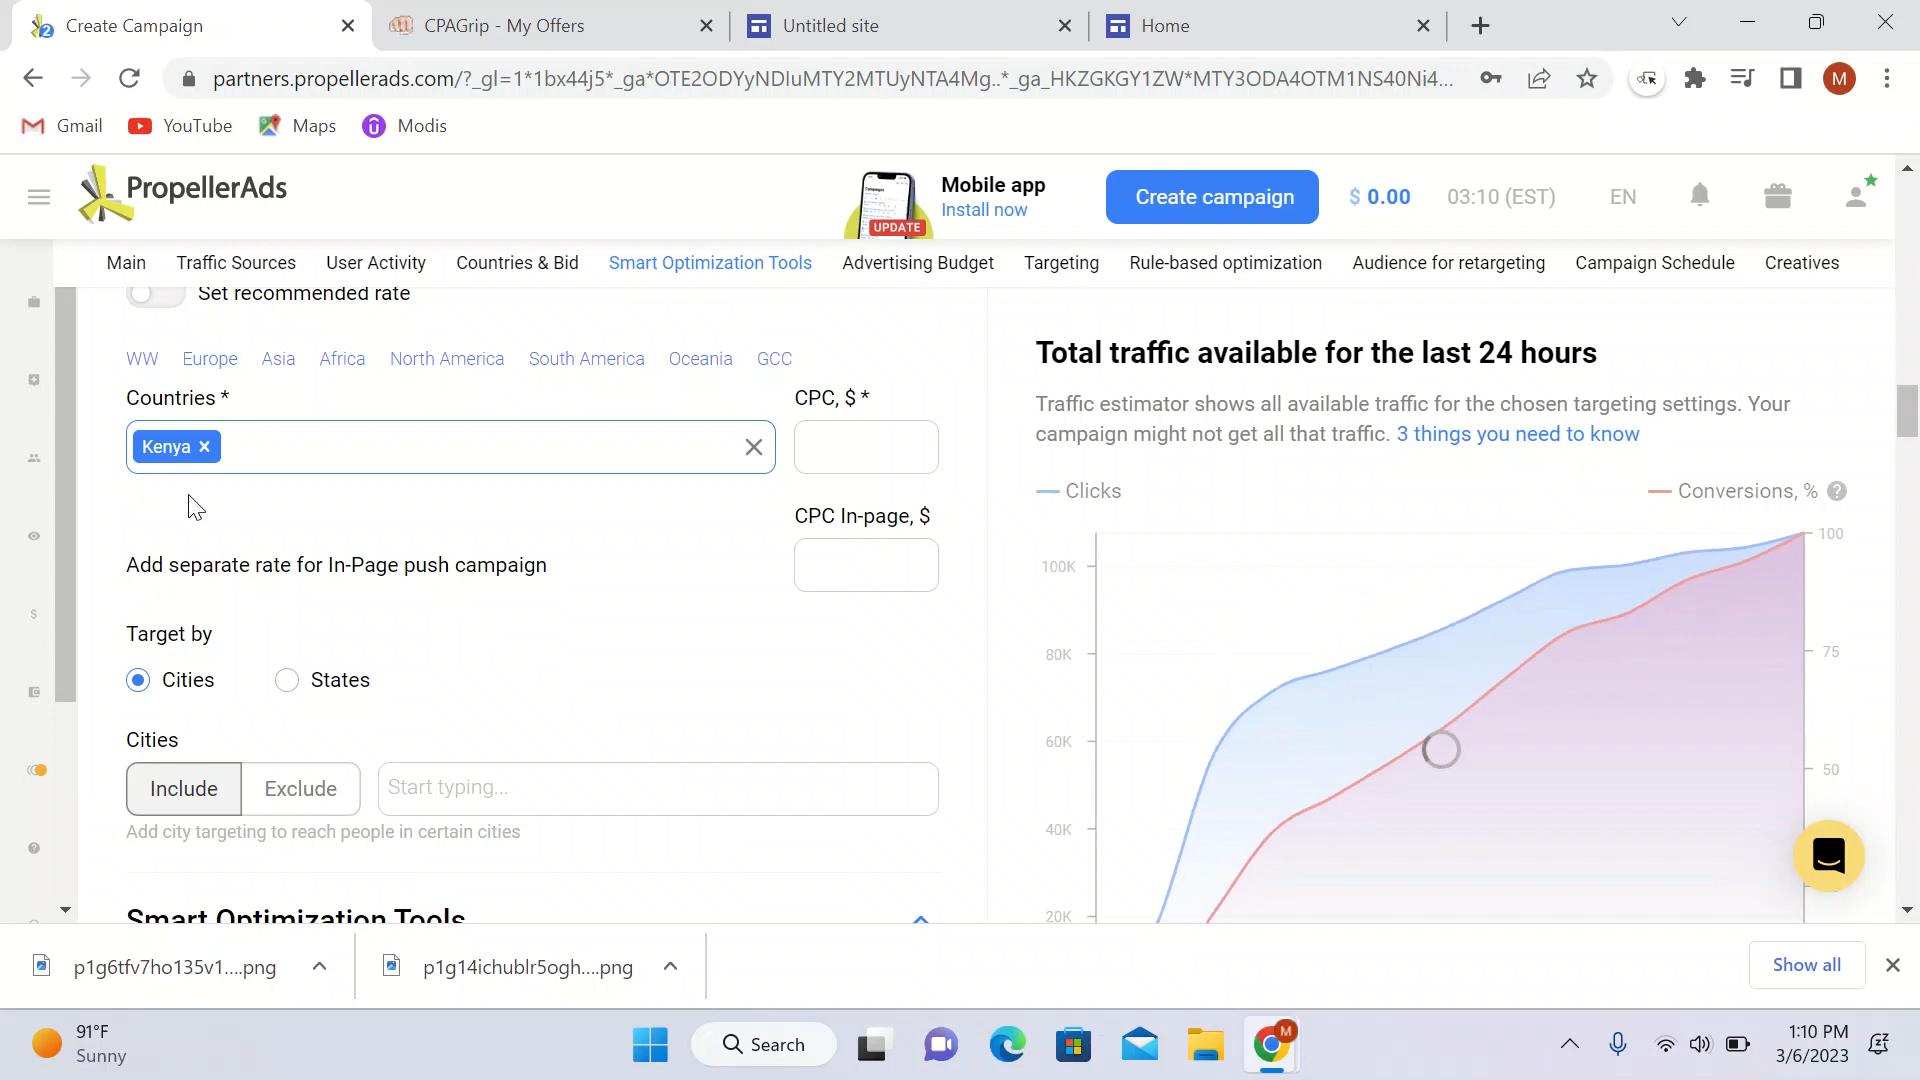 Create Campaign
CPAGrip - My Offers
Untitled site
Home
partners.propellerads.com/?_gl=1*1bx44j5*_ga*OTE2ODYyNDIuMTY2MTUyNTA4Mg..*_ga_HKZGKGY1ZW*MTY3ODA4OTM1NS40Ni4...
M
Gmail
YouTube
Maps
Modis
PropellerAds
UPDATE
Mobile app
Install now
Create campaign
$ 0.00
03:10 (EST)
EN
Main
Traffic Sources
User Activity
Countries & Bid
Smart Optimization Tools
Advertising Budget
Targeting
Rule-based optimization
Audience for retargeting
Campaign Schedule
Creatives
Set recommended rate
WW Europe Asia Africa North America South America Oceania GCC
Countries *
CPC, $ *
Kenya
CPC In-page, $
Add separate rate for In-Page push campaign
Target by
Cities
States
Cities
Include
Exclude
Start typing...
Add city targeting to reach people in certain cities
Smart Optimization Tools
Total traffic available for the last 24 hours
Traffic estimator shows all available traffic for the chosen targeting settings. Your
campaign might not get all that traffic. 3 things you need to know
Clicks
Conversions, %
100K
80K
60K
40K
20K
100
75
50
p1g6tfv7ho135v1....png
p1g14ichublr5ogh....png
Show all
91°F
Sunny
Search
M
1:10 PM
3/6/2023